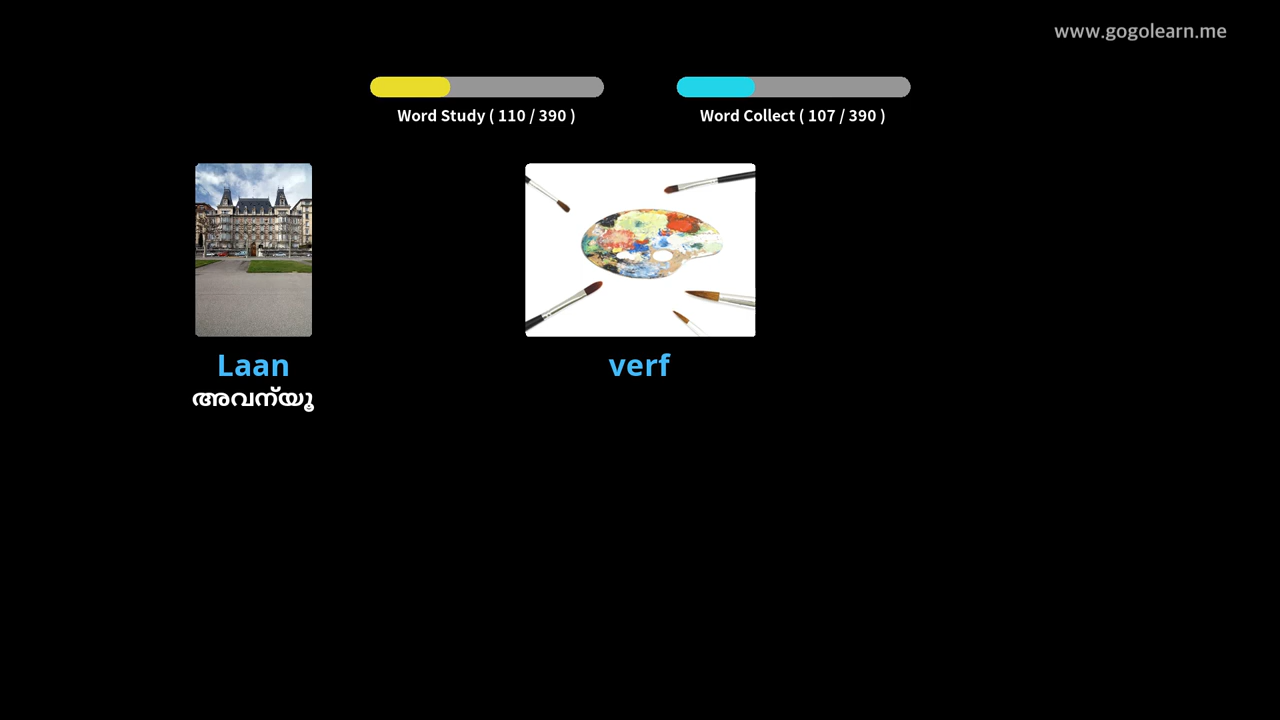 www.gogolearn.me
Word Study ( 110 / 390 )
Word Collect ( 107 / 390 )
Laan
അവന്യൂ
verf